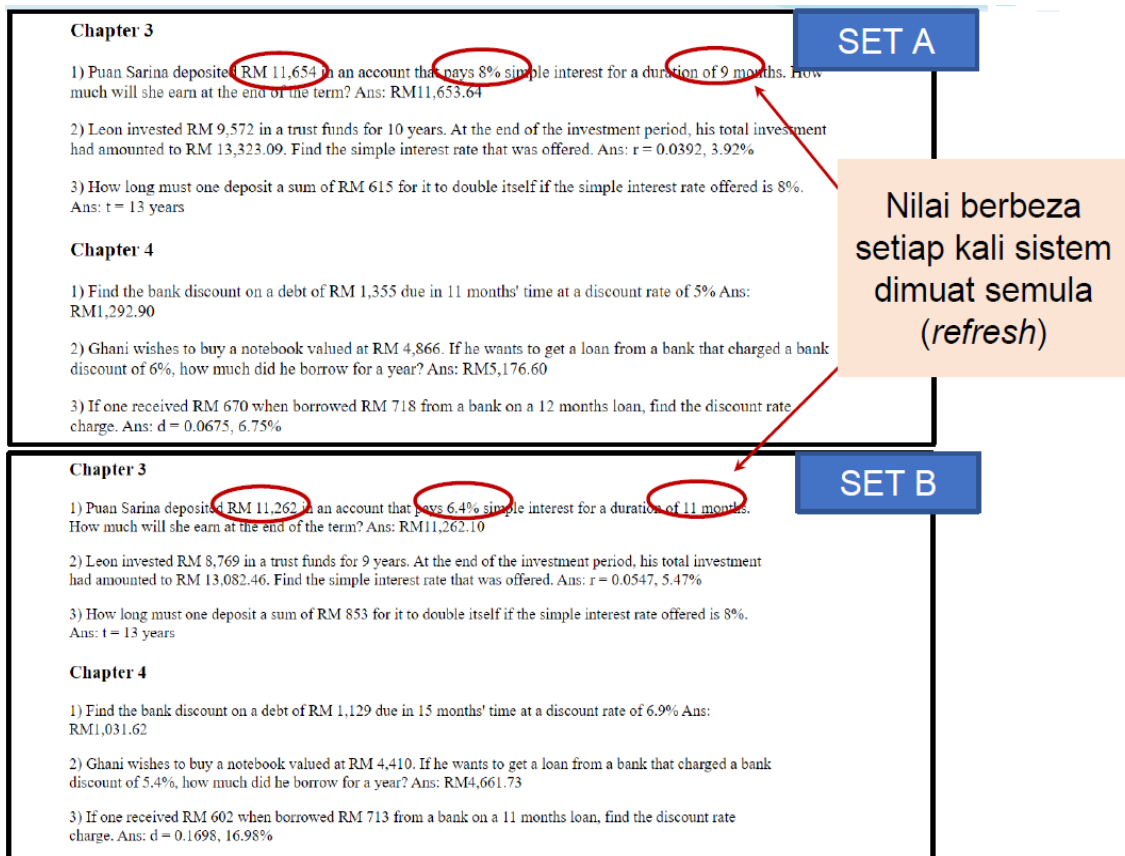 Chapter 3
SET A
1) Puan Sarina deposited RM 11,654 in an account that pays 8% simple interest for a duration of 9 months. How
much will she earn at the end of the term? Ans: RM11,653.64
2) Leon invested RM 9,572 in a trust funds for 10 years. At the end of the investment period, his total investment
had amounted to RM 13,323.09. Find the simple interest rate that was offered. Ans: r = 0.0392, 3.92%
3) How long must one deposit a sum of RM 615 for it to double itself if the simple interest rate offered is 8%.
Ans: t = 13 years
Nilai berbeza
setiap kali sistem
dimuat semula
(refresh)
Chapter 4
1) Find the bank discount on a debt of RM 1,355 due in 11 months' time at a discount rate of 5% Ans:
RM1,292.90
2) Ghani wishes to buy a notebook valued at RM 4,866. If he wants to get a loan from a bank that charged a bank
discount of 6%, how much did he borrow for a year? Ans: RM5,176.60
3) If one received RM 670 when borrowed RM 718 from a bank on a 12 months loan, find the discount rate
charge. Ans: d = 0.0675, 6.75%
Chapter 3
SET B
1) Puan Sarina deposited RM 11,262 in an account that pays 6.4% simple interest for a duration of 11 months.
How much will she earn at the end of the term? Ans: RM11,262.10
2) Leon invested RM 8,769 in a trust funds for 9 years. At the end of the investment period, his total investment
had amounted to RM 13,082.46. Find the simple interest rate that was offered. Ans: r = 0.0547, 5.47%
3) How long must one deposit a sum of RM 853 for it to double itself if the simple interest rate offered is 8%.
Ans: t = 13 years
Chapter 4
1) Find the bank discount on a debt of RM 1,129 due in 15 months' time at a discount rate of 6.9% Ans:
RM1,031.62
2) Ghani wishes to buy a notebook valued at RM 4,410. If he wants to get a loan from a bank that charged a bank
discount of 5.4%, how much did he borrow for a year? Ans: RM4,661.73
3) If one received RM 602 when borrowed RM 713 from a bank on a 11 months loan, find the discount rate
charge. Ans: d = 0.1698, 16.98%